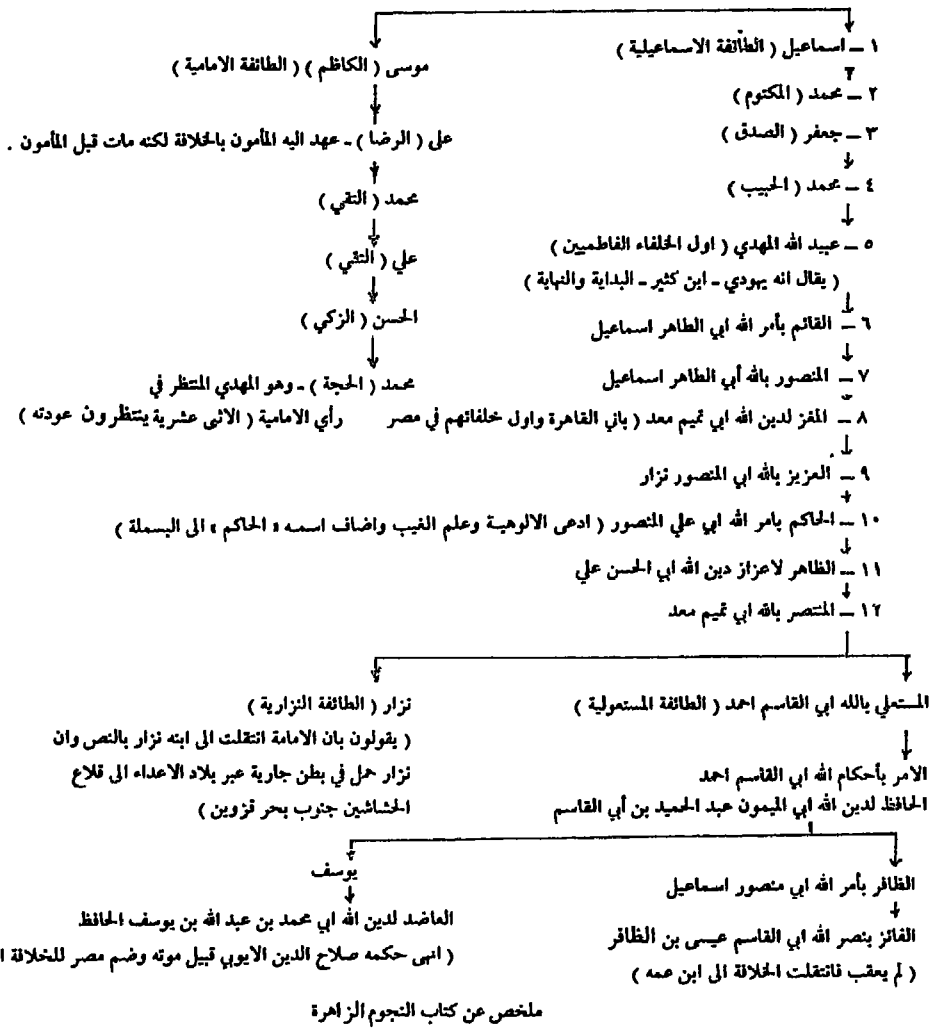 ١ – اسماعيل ( الطائفة الاسماعيلية )
موسى ( الكاظم ) ( الطائفة الامامية )
٢ – محمد ( المكتوم )
٣ – جعفر ( الصدق )
علي ( الرضا ) - عهد اليه المأمون بالخلافة لكنه مات قبل المأمون .
٤ – محمد ( الحبيب )
محمد ( التقي )
٥ – عبيد الله المهدي ( اول الخلفاء الفاطميين )
( يقال انه يهودي - ابن كثير - البداية والنهاية )
علي ( التقي )
٦ – القائم بأمر الله ابي الطاهر اسماعيل
الحسن ( الزكي )
٧ – المنصور بالله أبي الطاهر اسماعيل
محمد ( الحجة ) - وهو المهدي المنتظر في
٨ – المغز لدين الله ابي تميم معد ( باني القاهرة واول خلفائهم في مصر
رأي الامامية ( الاثى عشرية ينتظرون عودته )
٩ – العزيز بالله ابي المنصور نزار
١٠ – الحاكم بامر الله ابي علي المنصور ( ادعى الالوهية وعلم الغيب واضاف اسمه « الحاكم » الى البسملة )
١١ – الظاهر لاعزاز دين الله ابي الحسن علي
١٢ – المنتصر بالله ابي تميم معد
المستعلي بالله ابي القاسم احمد ( الطائفة المستعولية )
نزار ( الطائفة النزارية )
( يقولون بان الامامة انتقلت الى ابنه نزار بالنص وان
الامر بأحكام الله ابي القاسم احمد
نزار حمل في بطن جارية عبر بلاد الاعداء الى قلاع
الحافظ لدين الله ابي الميمون عبد الحميد بن أبي القاسم
الحشاشين جنوب بحر قزوين )
يوسف
الظافر بأمر الله ابي منصور اسماعيل
العاضد لدين الله ابي محمد بن عبد الله بن يوسف الحافظ
الفائز بنصر الله ابي القاسم عيسى بن الظافر
( انهى حكمه صلاح الدين الايوبي قبيل موته وضم مصر للخلافة ا
( لم يعقب فانتقلت الخلافة الى ابن عمه )
ملخص عن كتاب النجوم الزاهرة